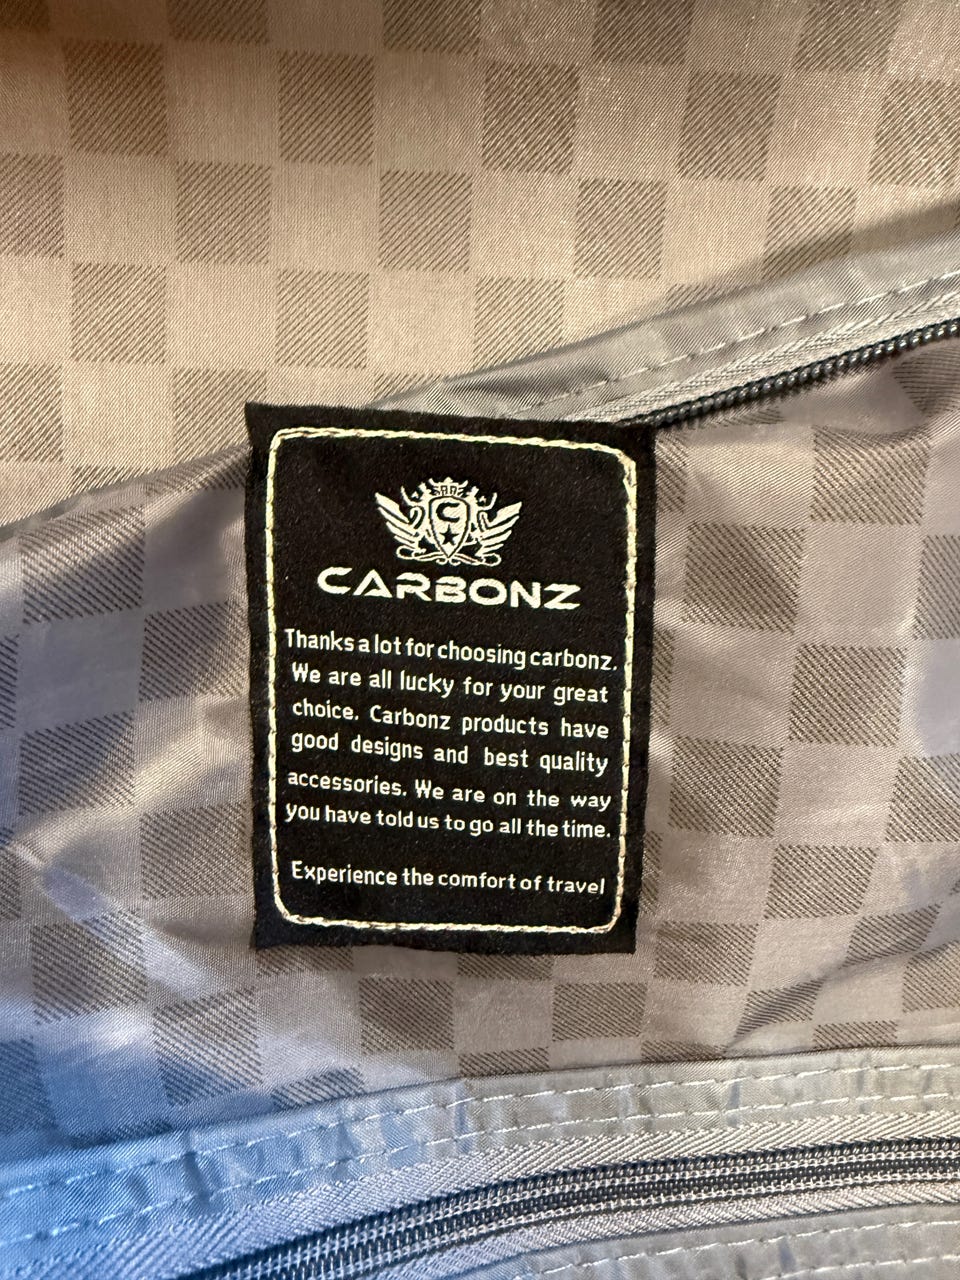 C
CARBONZ
Thanks a lot for choosing carbonz.
We are all lucky for your great
choice. Carbonz products have
good designs and best quality
accessories. We are on the way
you have told us to go all the time.
Experience the comfort of travel